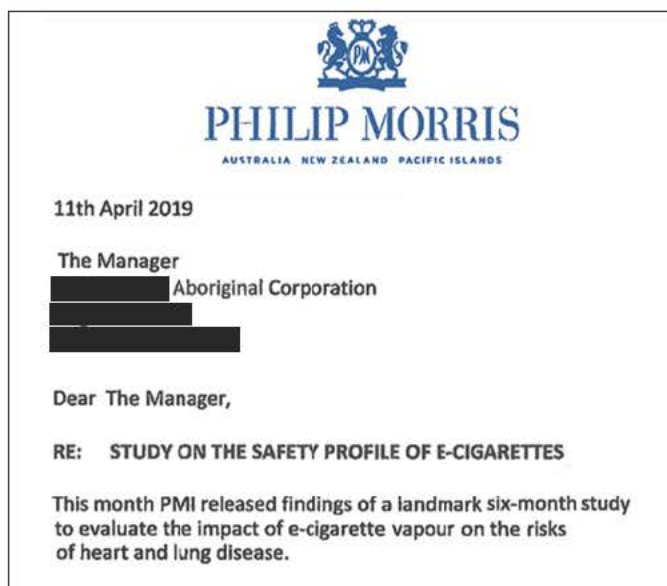 PM
PHILIP MORRIS
AUSTRALIA NEW ZEALAND PACIFIC ISLANDS
11th April 2019
The Manager
Aboriginal Corporation
Dear The Manager,
RE: STUDY ON THE SAFETY PROFILE OF E-CIGARETTES
This month PMI released findings of a landmark six-month study
to evaluate the impact of e-cigarette vapour on the risks
of heart and lung disease.